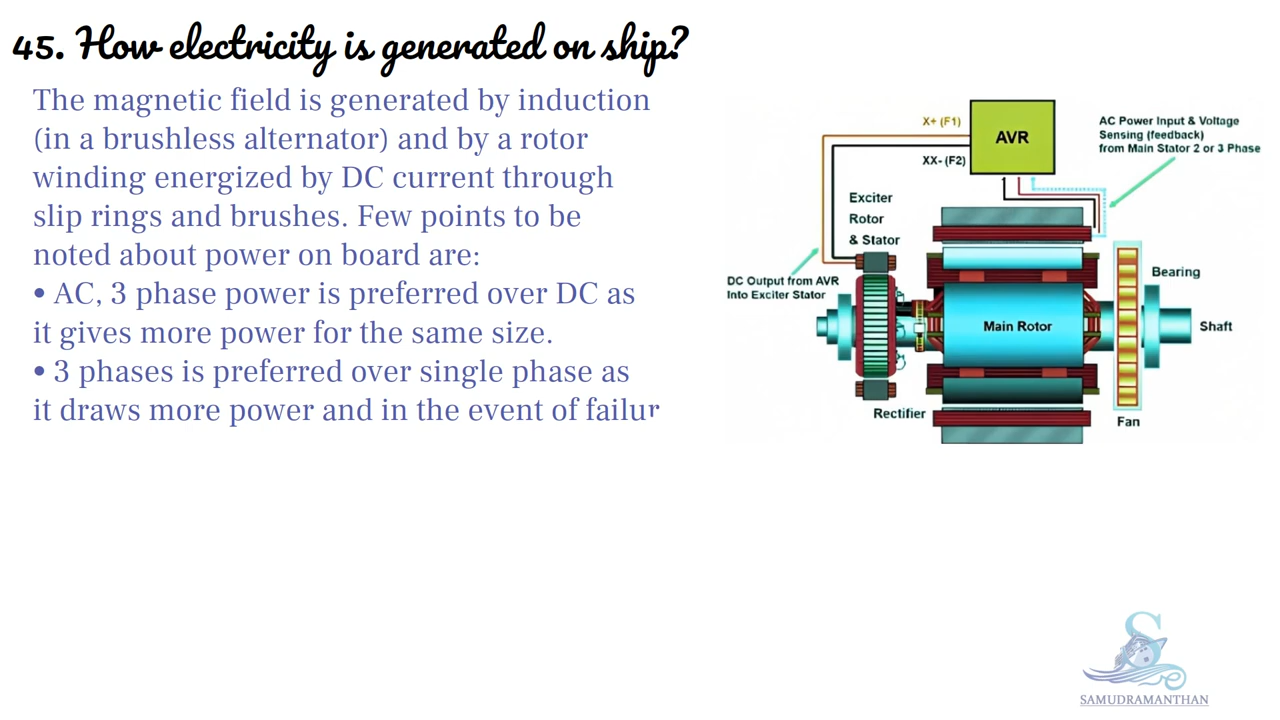 45. How electricity is generated on ship?
The magnetic field is generated by induction
(in a brushless alternator) and by a rotor
winding energized by DC current through
slip rings and brushes. Few points to be
noted about power on board are:
• AC, 3 phase power is preferred over DC as
it gives more power for the same size.
• 3 phases is preferred over single phase as
it draws more power and in the event of failur
X+ (F1)
AVR
XX- (F2)
AC Power Input & Voltage
Sensing (feedback)
from Main Stator 2 or 3 Phase
Exciter
Rotor
& Stator
DC Output from AVR
Into Exciter Stator
Bearing
Main Rotor
Shaft
Rectifier
Fan
SAMUDRAMANTHAN